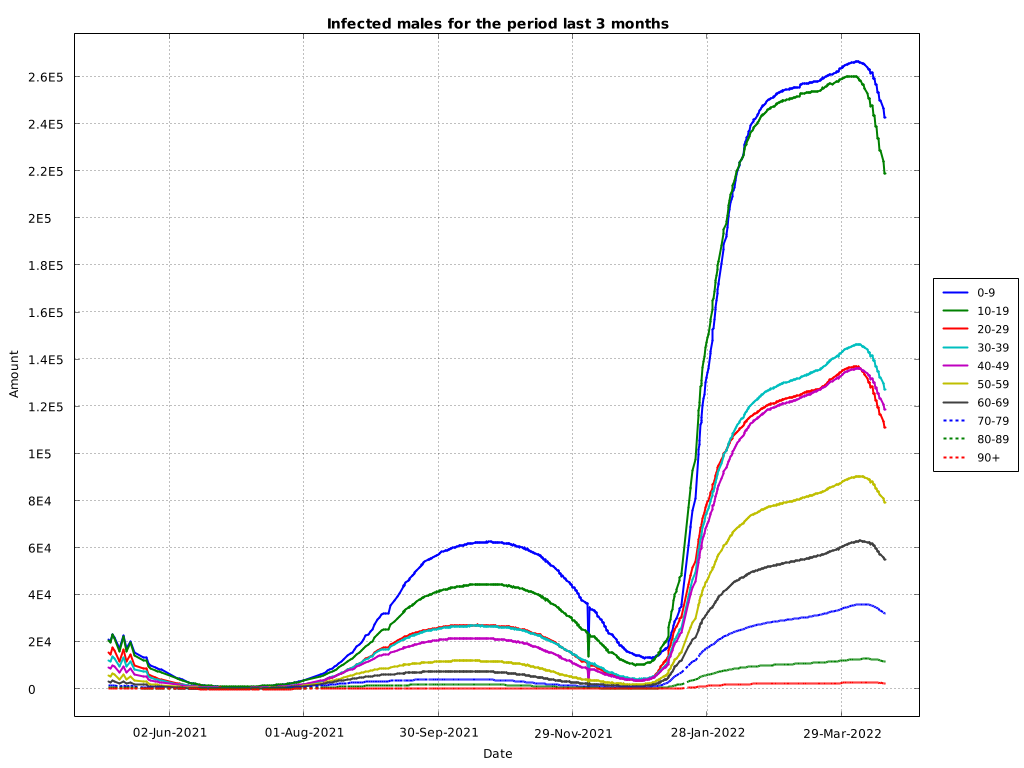 Infected males for the period last 3 months
2.6E5
2.4E5
2.2E5
2E5
1.8E5
1.6E5
1.4E5
1.2E5
1E5
8E4
6E4
4E4
2E4
0
Amount
02-Jun-2021
01-Aug-2021
30-Sep-2021
29-Nov-2021
28-Jan-2022
29-Mar-2022
Date
0-9
10-19
20-29
30-39
40-49
50-59
60-69
70-79
80-89
90+